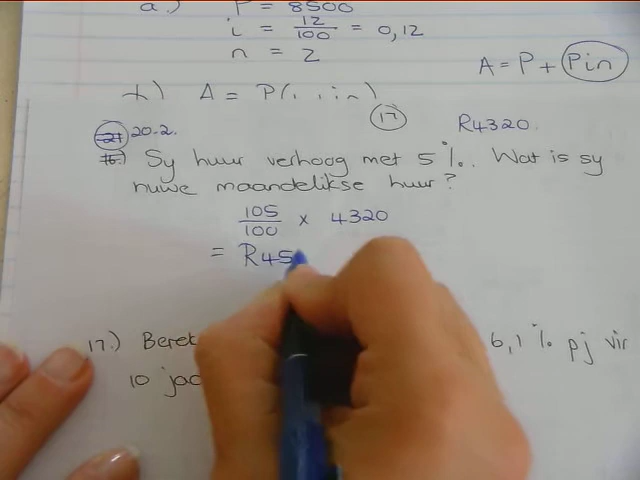 a.) P = 8500
i = 12/100 = 0,12
n = 2
A = P + Pin
A = P(1 + in)
17
R4320.
20.2.
Sy huur verhoog met 5 %. Wat is sy
nuwe maandelikse huur?
105/100 × 4320
= R45
17.) Beret 6,1 % pj vir
10 jaa